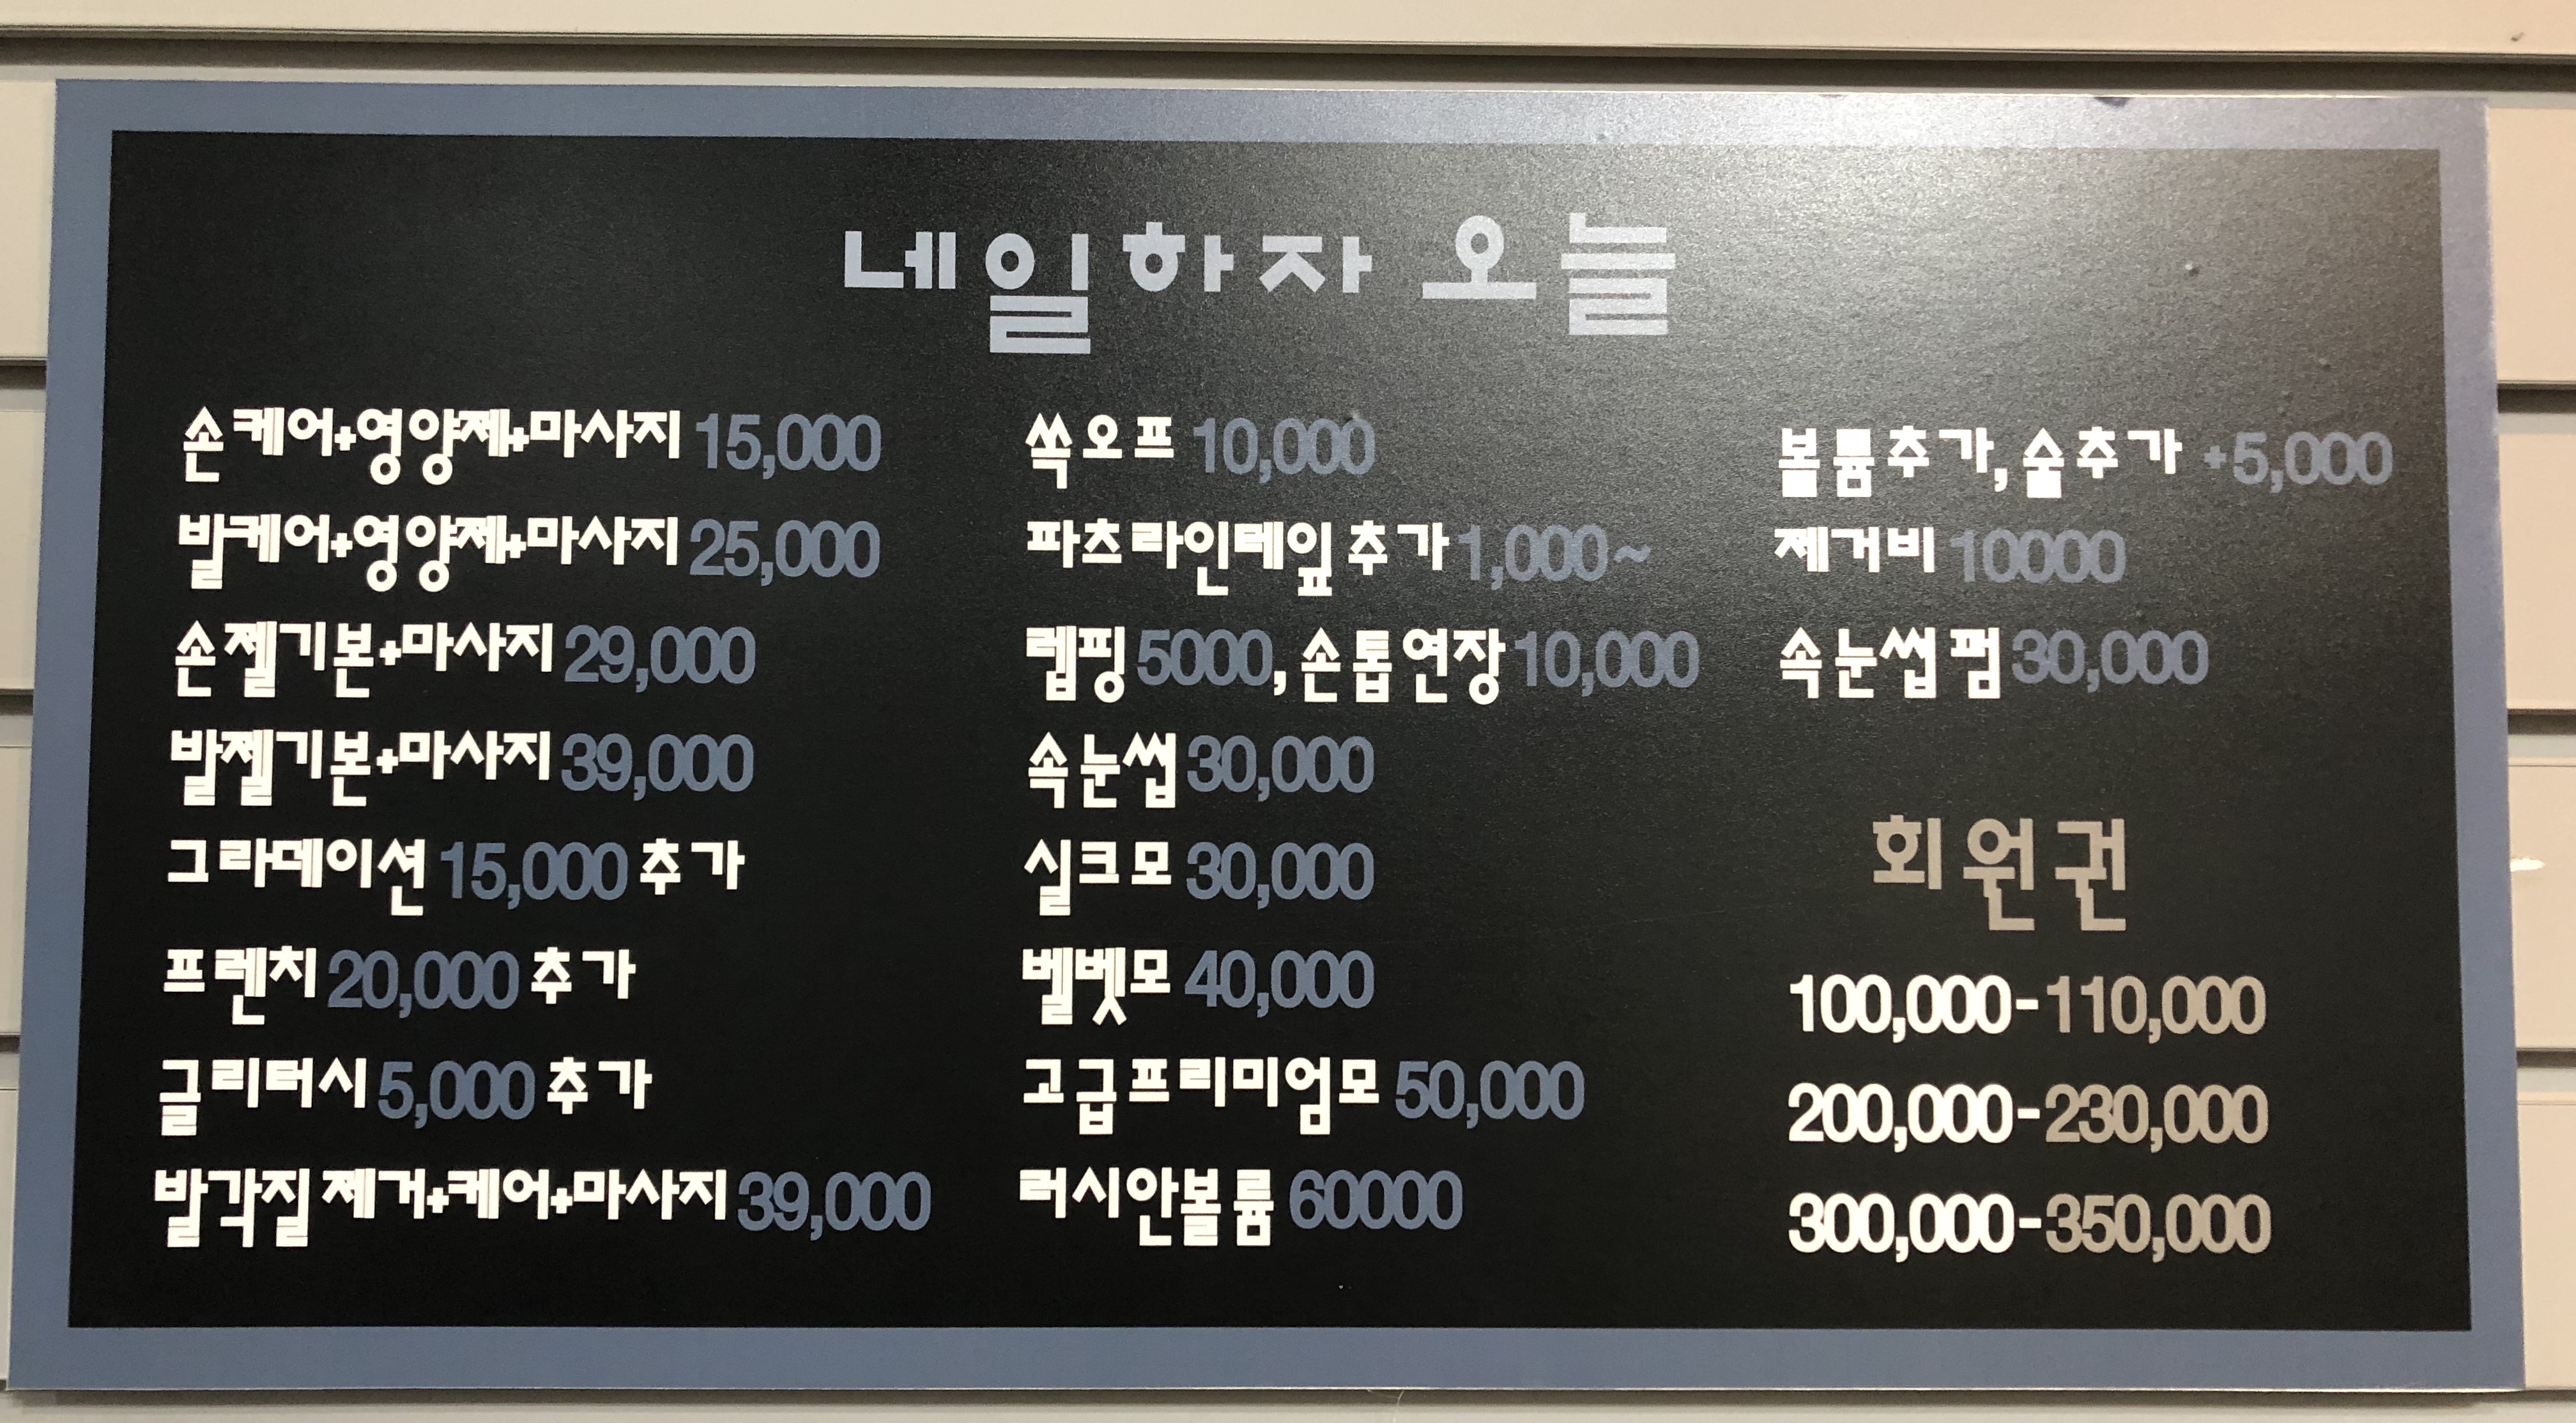 네일하자 오늘
손케어+영양제+마사지 15,000
발케어+영양제+마사지 25,000
손젤기본+마사지 29,000
발젤기본+마사지 39,000
그라데이션 15,000 추가
프렌치 20,000 추가
글리터시 5,000 추가
발각질 제거+케어+마사지 39,000
쏙오프 10,000
파츠라인테잎 추가 1,000~
렙핑 5000, 손톱연장 10,000
속눈썹 30,000
실크모 30,000
벨벳모 40,000
고급프리미엄모 50,000
러시안볼륨 60000
볼륨추가,술추가 +5,000
제거비 10000
속눈썹 펌 30,000
회원권
100,000-110,000
200,000-230,000
300,000-350,000